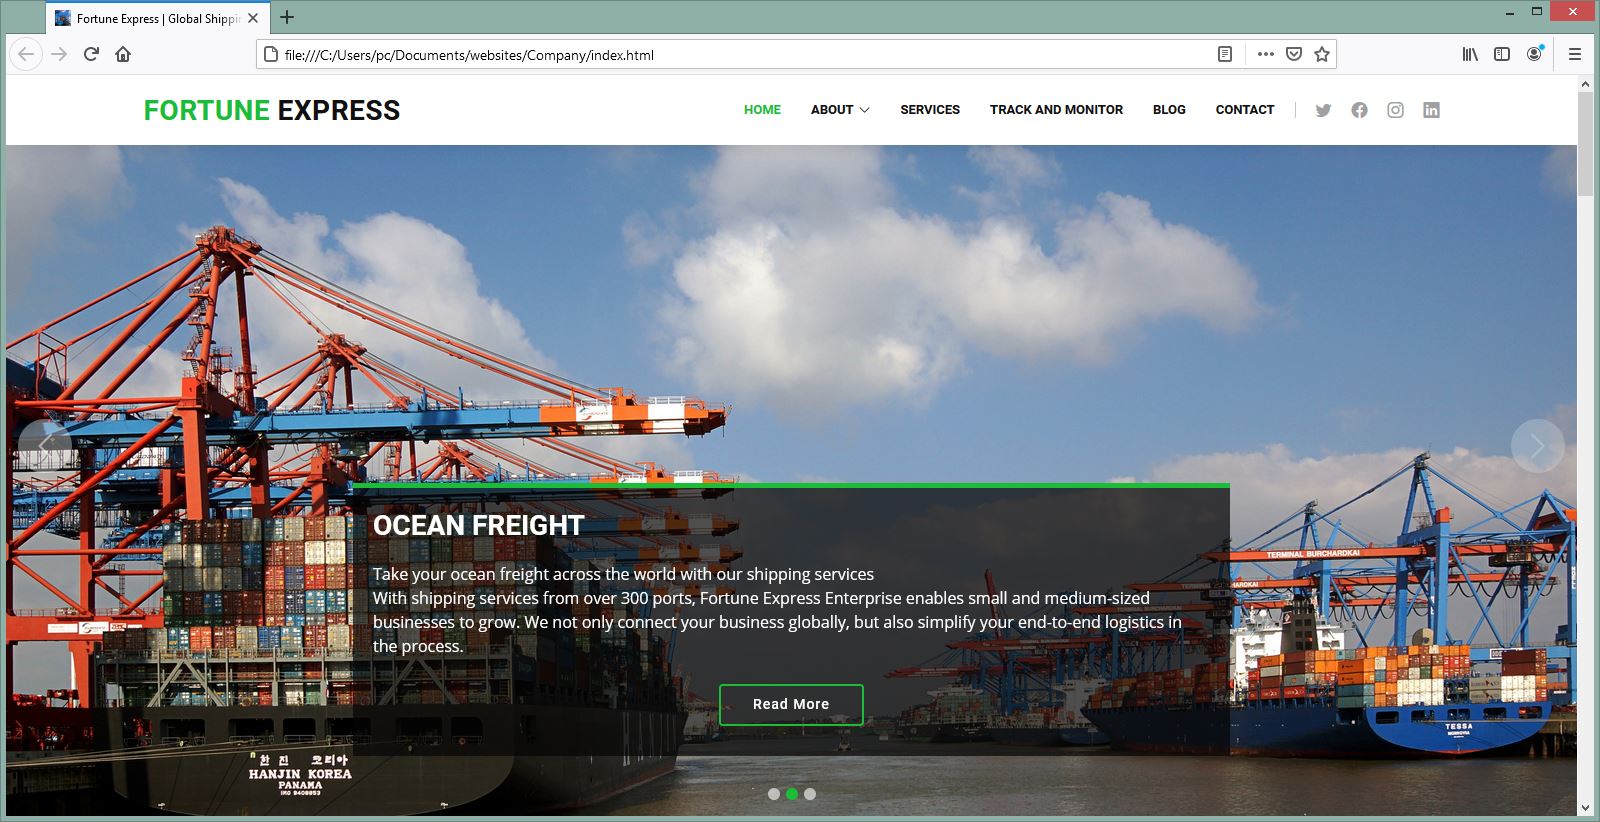 Fortune Express | Global Shippi
file:///C:/Users/pc/Documents/websites/Company/index.html
FORTUNE EXPRESS
HOME
ABOUT
SERVICES
TRACK AND MONITOR
BLOG
CONTACT
TERMINAL BURCHARDKAI
OCEAN FREIGHT
Take your ocean freight across the world with our shipping services
With shipping services from over 300 ports, Fortune Express Enterprise enables small and medium-sized
businesses to grow. We not only connect your business globally, but also simplify your end-to-end logistics in
the process.
Read More
TESSA
MONROVIA
한진 코리아
HANJIN KOREA
PANAMA
IMO 9408853